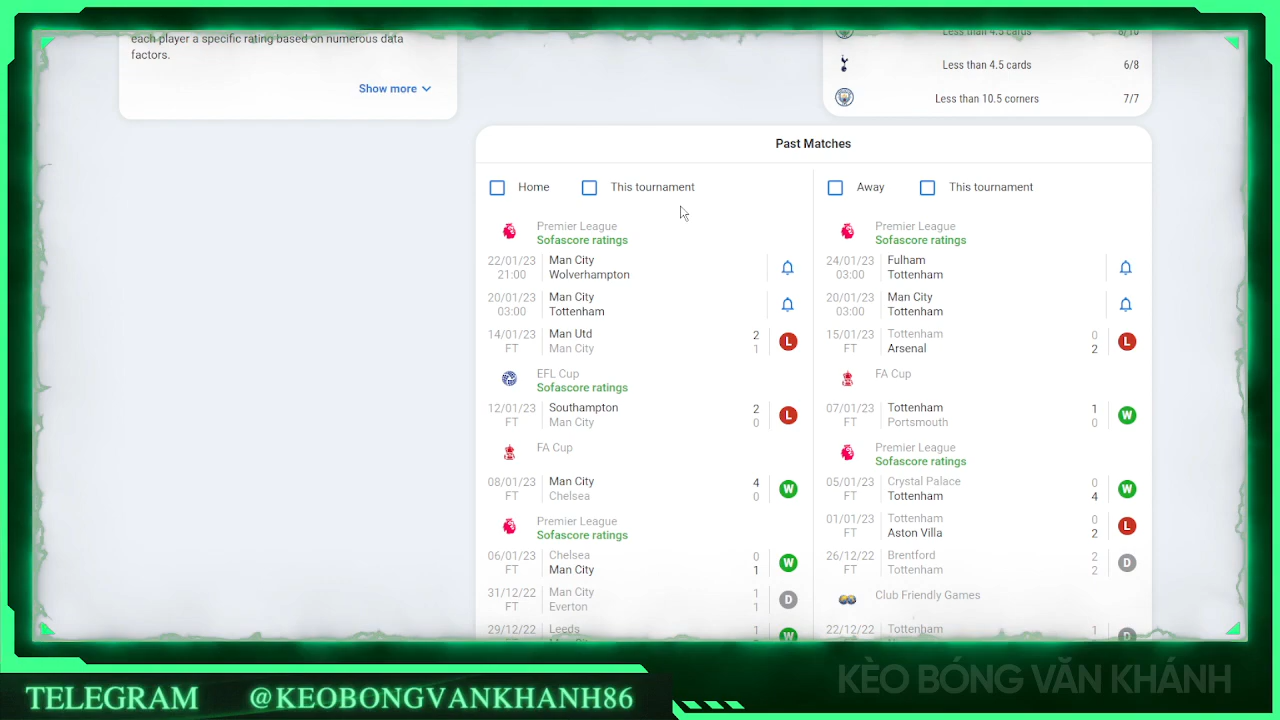 each player a specific rating based on numerous data
factors.
Show more
Less than 4.5 cards 8/10
Less than 4.5 cards 6/8
Less than 10.5 corners 7/7
Past Matches
Home This tournament
Premier League
Sofascore ratings
22/01/23 Man City
21:00 Wolverhampton
20/01/23 Man City
03:00 Tottenham
14/01/23 Man Utd 2
FT Man City 1
L
EFL Cup
Sofascore ratings
12/01/23 Southampton 2
FT Man City 0
L
FA Cup
08/01/23 Man City 4
FT Chelsea 0
W
Premier League
Sofascore ratings
06/01/23 Chelsea 0
FT Man City 1
W
31/12/22 Man City 1
FT Everton 1
D
29/12/22 Leeds 1
W
Away This tournament
Premier League
Sofascore ratings
24/01/23 Fulham
03:00 Tottenham
20/01/23 Man City
03:00 Tottenham
15/01/23 Tottenham 0
FT Arsenal 2
L
FA Cup
07/01/23 Tottenham 1
FT Portsmouth 0
W
Premier League
Sofascore ratings
05/01/23 Crystal Palace 0
FT Tottenham 4
W
01/01/23 Tottenham 0
FT Aston Villa 2
L
26/12/22 Brentford 2
FT Tottenham 2
D
Club Friendly Games
22/12/22 Tottenham 1
D
TELEGRAM @KEOBONGVANKHANH86
KÈO BÓNG VĂN KHÁNH